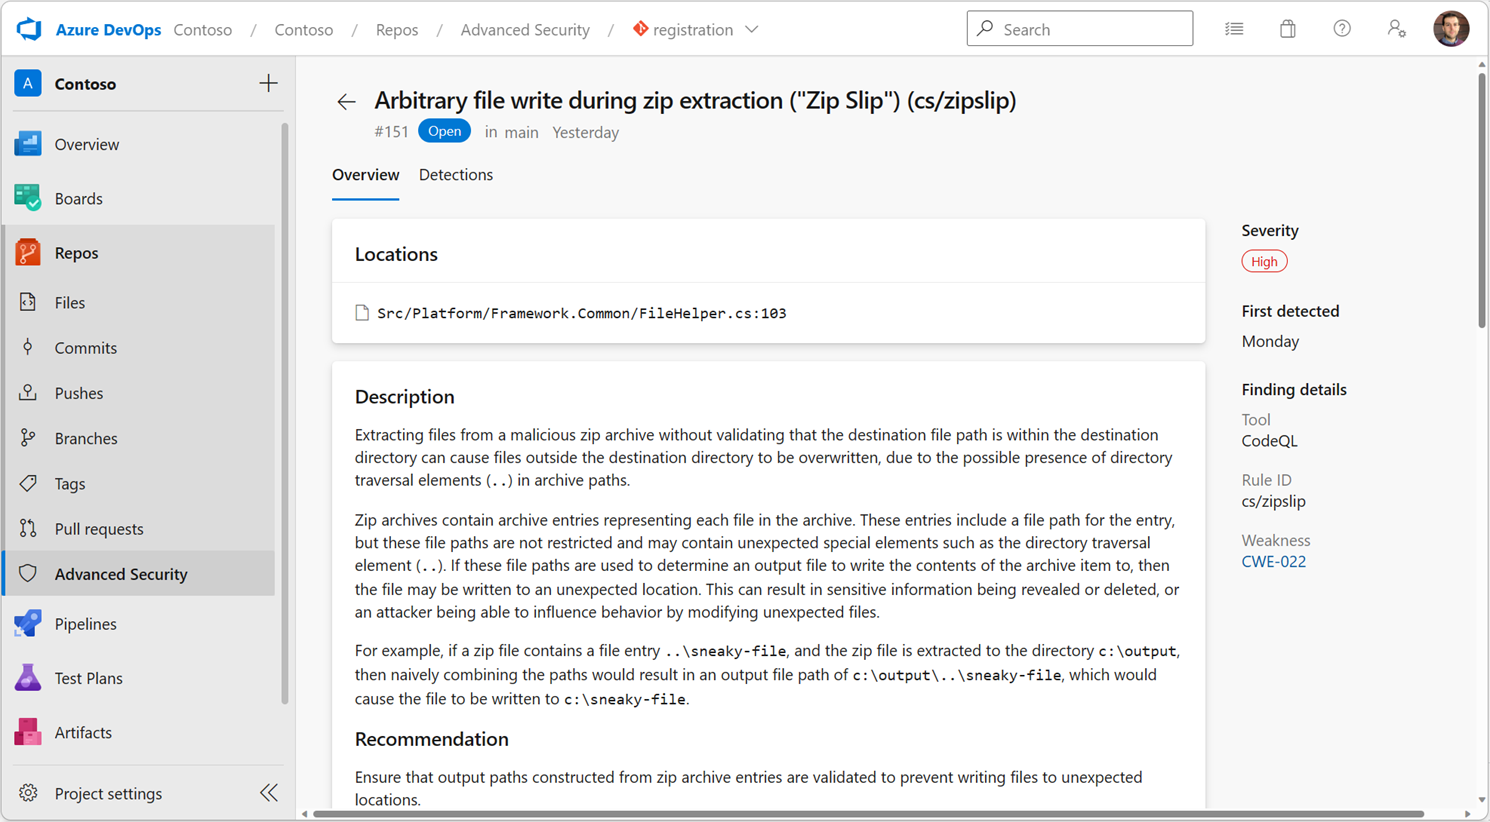 Azure DevOps Contoso / Contoso / Repos / Advanced Security / registration
Search
A Contoso
Overview
Boards
Repos
Files
Commits
Pushes
Branches
Tags
Pull requests
Advanced Security
Pipelines
Test Plans
Artifacts
Project settings
Arbitrary file write during zip extraction ("Zip Slip") (cs/zipslip)
#151 Open in main Yesterday
Overview Detections
Locations
Src/Platform/Framework.Common/FileHelper.cs:103
Description
Extracting files from a malicious zip archive without validating that the destination file path is within the destination
directory can cause files outside the destination directory to be overwritten, due to the possible presence of directory
traversal elements (..) in archive paths.
Zip archives contain archive entries representing each file in the archive. These entries include a file path for the entry,
but these file paths are not restricted and may contain unexpected special elements such as the directory traversal
element (..). If these file paths are used to determine an output file to write the contents of the archive item to, then
the file may be written to an unexpected location. This can result in sensitive information being revealed or deleted, or
an attacker being able to influence behavior by modifying unexpected files.
For example, if a zip file contains a file entry ..\sneaky-file, and the zip file is extracted to the directory c:\output,
then naively combining the paths would result in an output file path of c:\output\..\sneaky-file, which would
cause the file to be written to c:\sneaky-file.
Recommendation
Ensure that output paths constructed from zip archive entries are validated to prevent writing files to unexpected
locations.
Severity
High
First detected
Monday
Finding details
Tool
CodeQL
Rule ID
cs/zipslip
Weakness
CWE-022